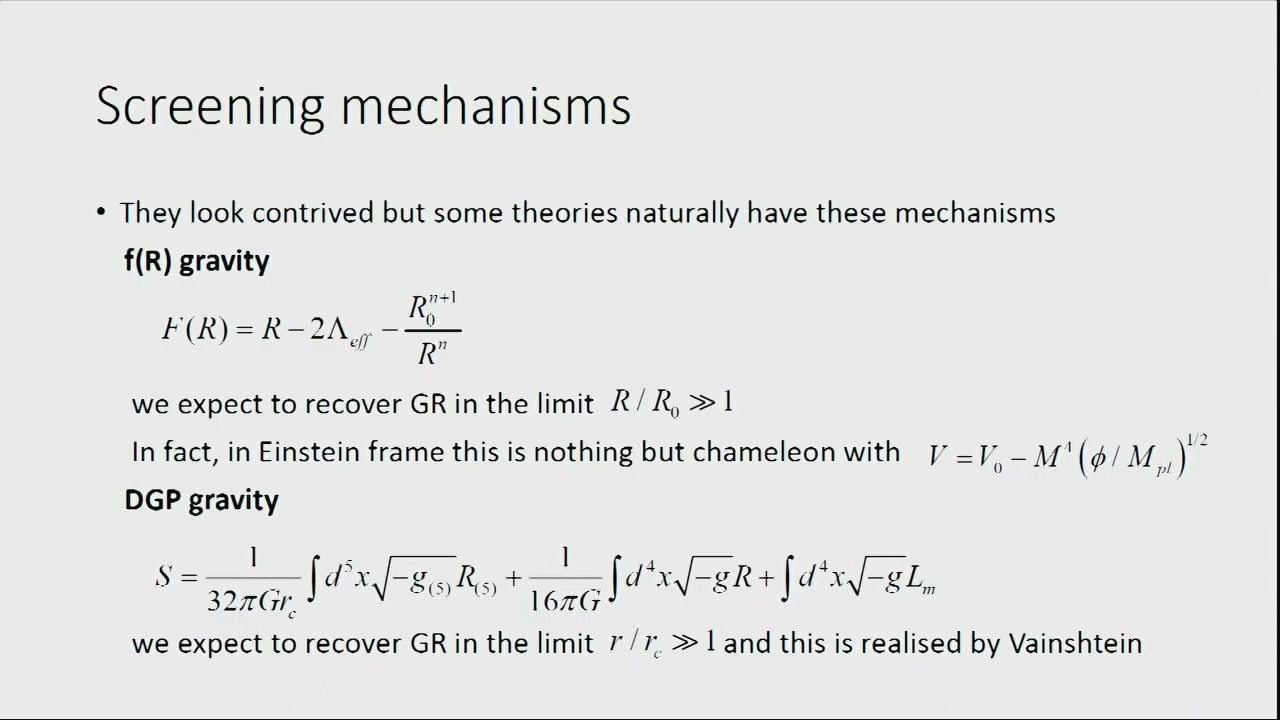 Screening mechanisms
• They look contrived but some theories naturally have these mechanisms
f(R) gravity
F(R) = R − 2Λ_eff − R_0^{n+1} / R^n
we expect to recover GR in the limit R / R_0 ≫ 1
In fact, in Einstein frame this is nothing but chameleon with V = V_0 − M^4 (ϕ / M_pl)^{1/2}
DGP gravity
S = 1/(32πGr_c) ∫ d^5x √−g_(5) R_(5) + 1/(16πG) ∫ d^4x √−g R + ∫ d^4x √−g L_m
we expect to recover GR in the limit r / r_c ≫ 1 and this is realised by Vainshtein